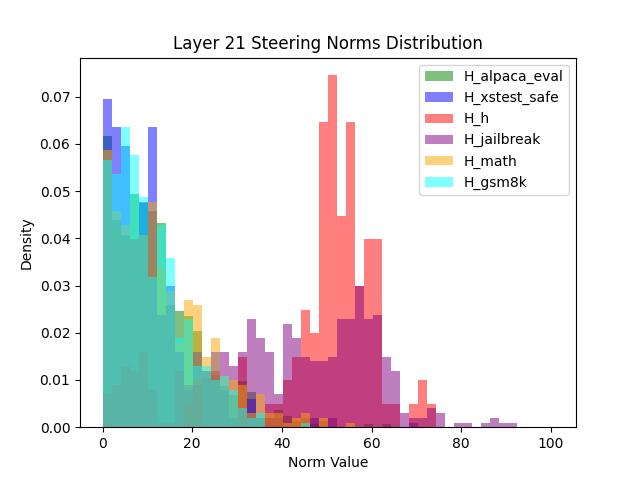 Layer 21 Steering Norms Distribution
H_alpaca_eval
H_xstest_safe
H_h
H_jailbreak
H_math
H_gsm8k
0.07
0.06
0.05
0.04
0.03
0.02
0.01
0.00
Density
0 20 40 60 80 100
Norm Value